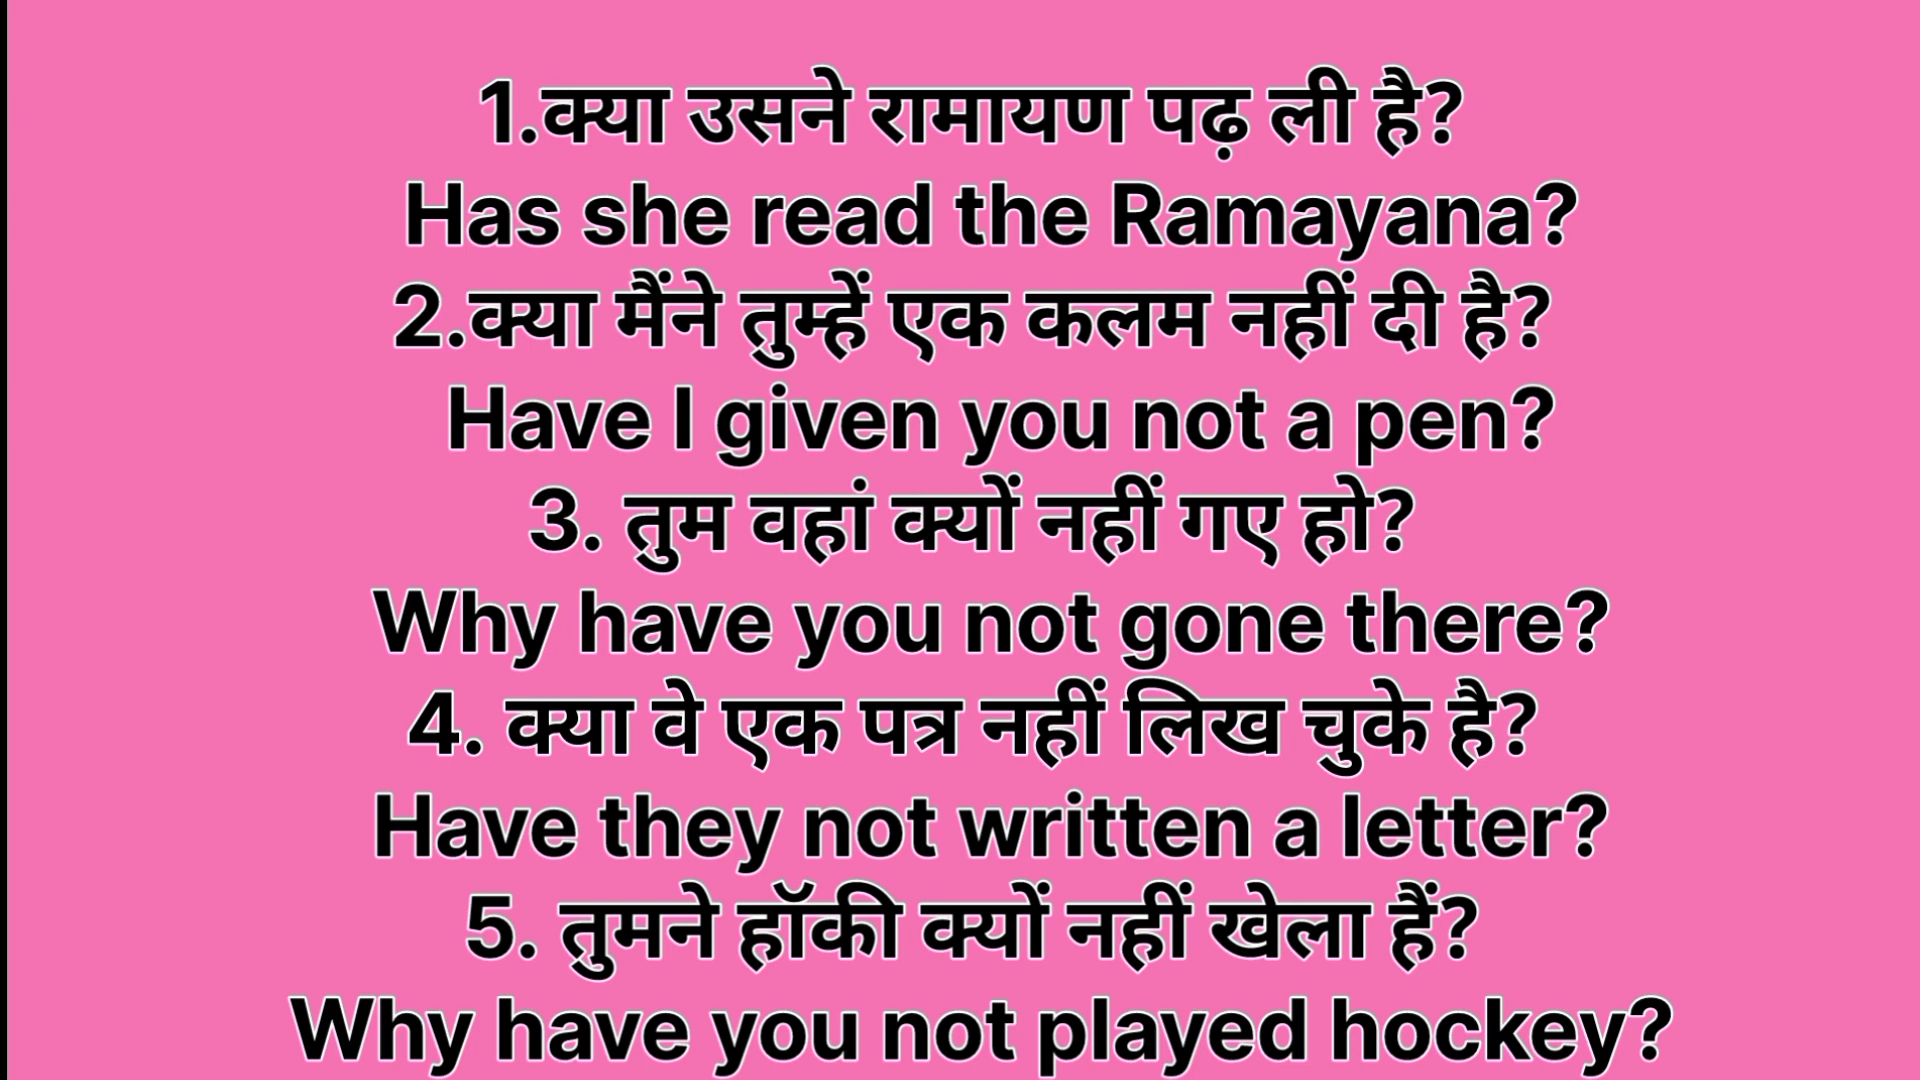 1.क्या उसने रामायण पढ़ ली है?
Has she read the Ramayana?
2.क्या मैंने तुम्हें एक कलम नहीं दी है?
Have I given you not a pen?
3. तुम वहां क्यों नहीं गए हो?
Why have you not gone there?
4. क्या वे एक पत्र नहीं लिख चुके है?
Have they not written a letter?
5. तुमने हॉकी क्यों नहीं खेला हैं?
Why have you not played hockey?